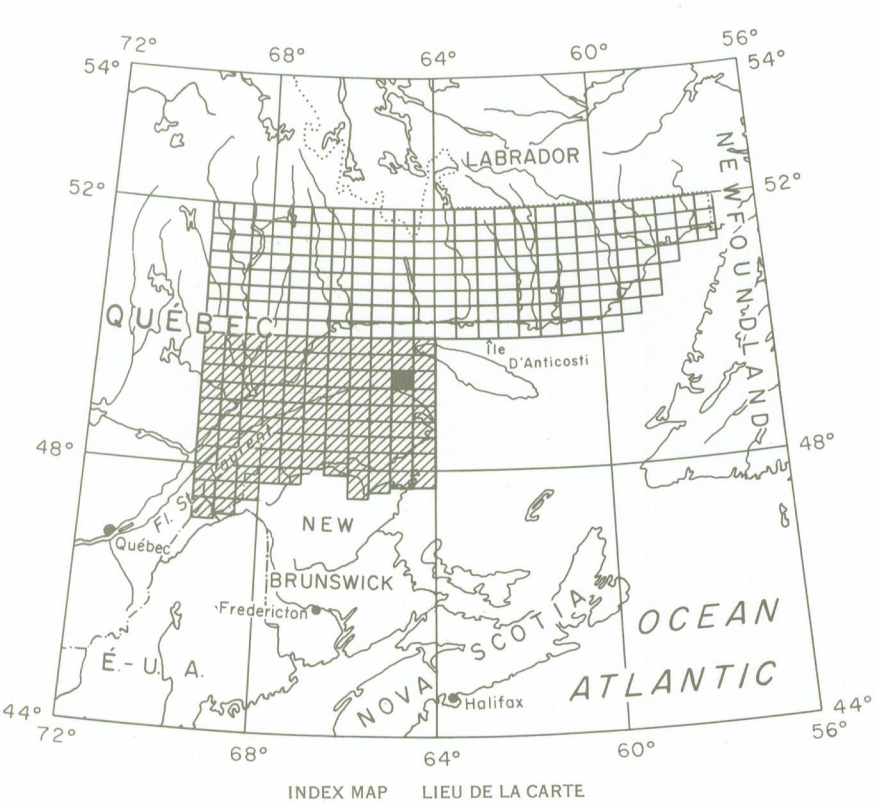 72°
68°
64°
60°
56°
54°
54°
LABRADOR
NEWFOUNDLAND
52°
52°
QUÉBEC
Île
D'Anticosti
48°
48°
Fl. St. Laurent
Québec
NEW
BRUNSWICK
Fredericton
NOVA SCOTIA
OCEAN
ATLANTIC
É.-U. A.
Halifax
44°
44°
72°
68°
64°
60°
56°
INDEX MAP LIEU DE LA CARTE